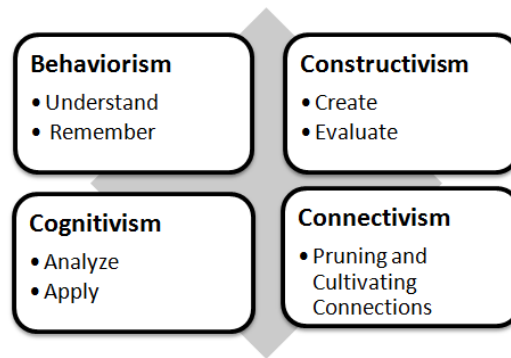 Behaviorism
• Understand
• Remember
Constructivism
• Create
• Evaluate
Cognitivism
• Analyze
• Apply
Connectivism
• Pruning and
Cultivating
Connections